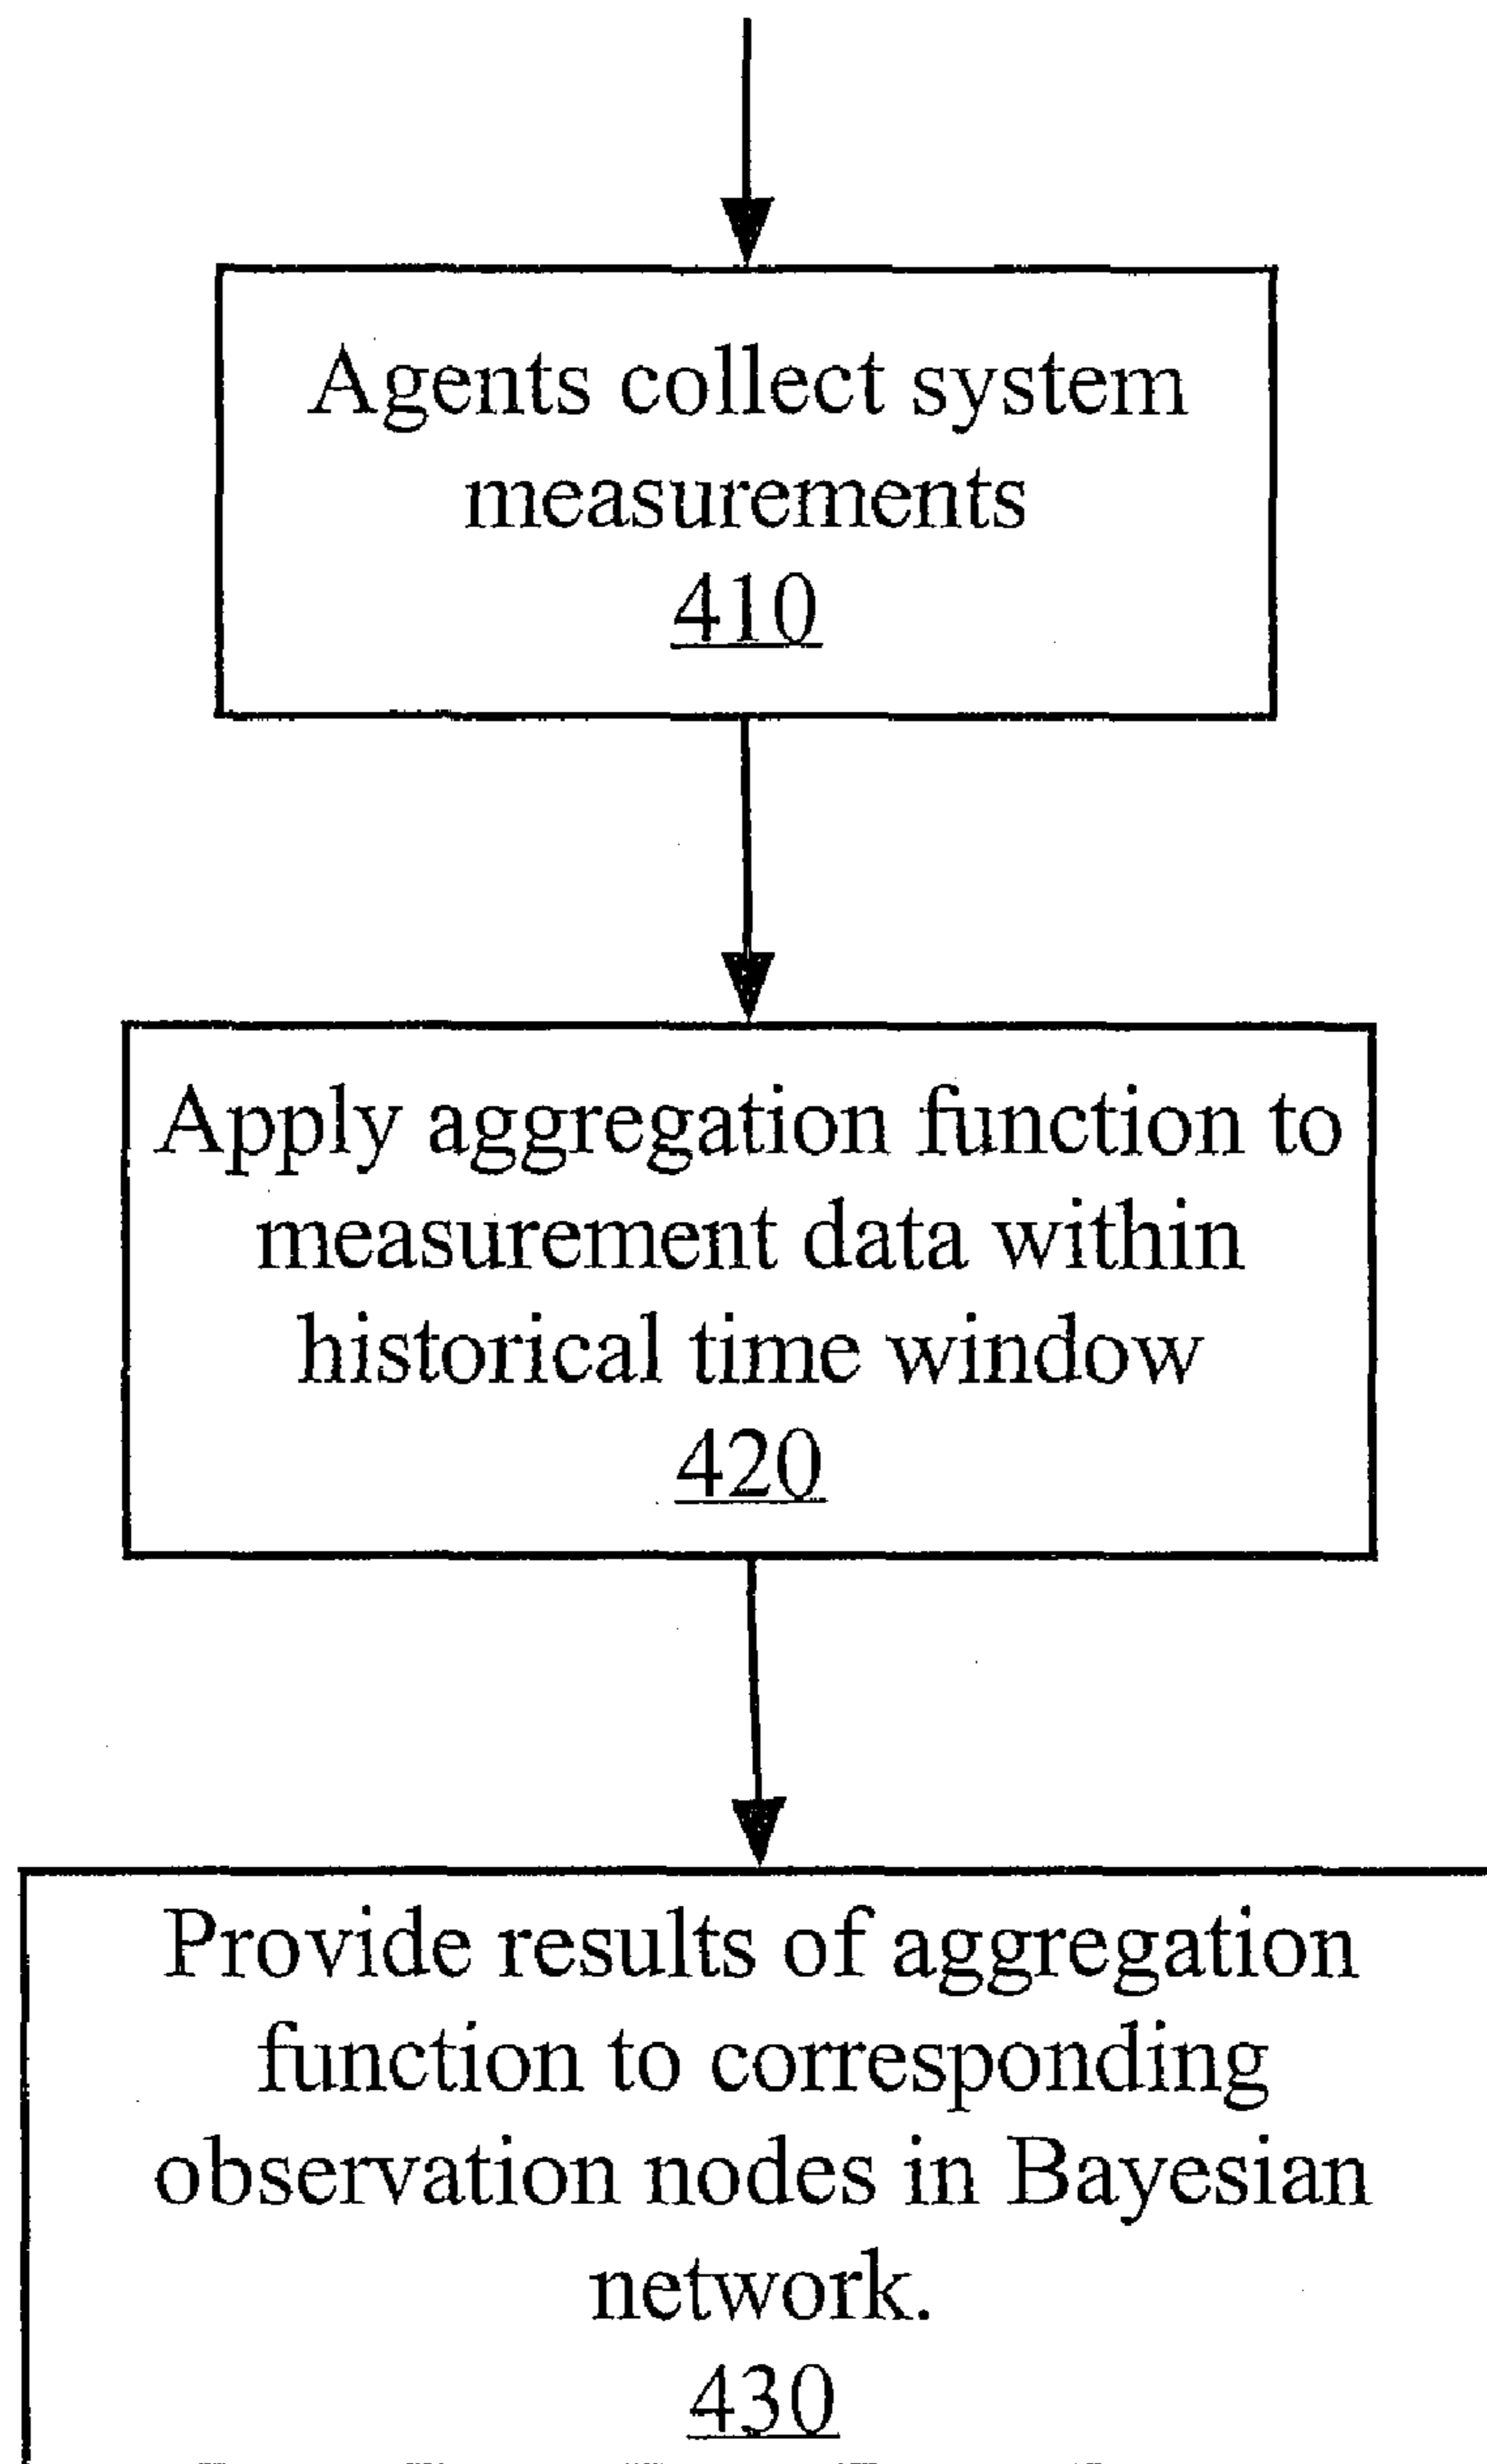 Agents collect system
measurements
410
Apply aggregation function to
measurement data within
historical time window
420
Provide results of aggregation
function to corresponding
observation nodes in Bayesian
network.
430